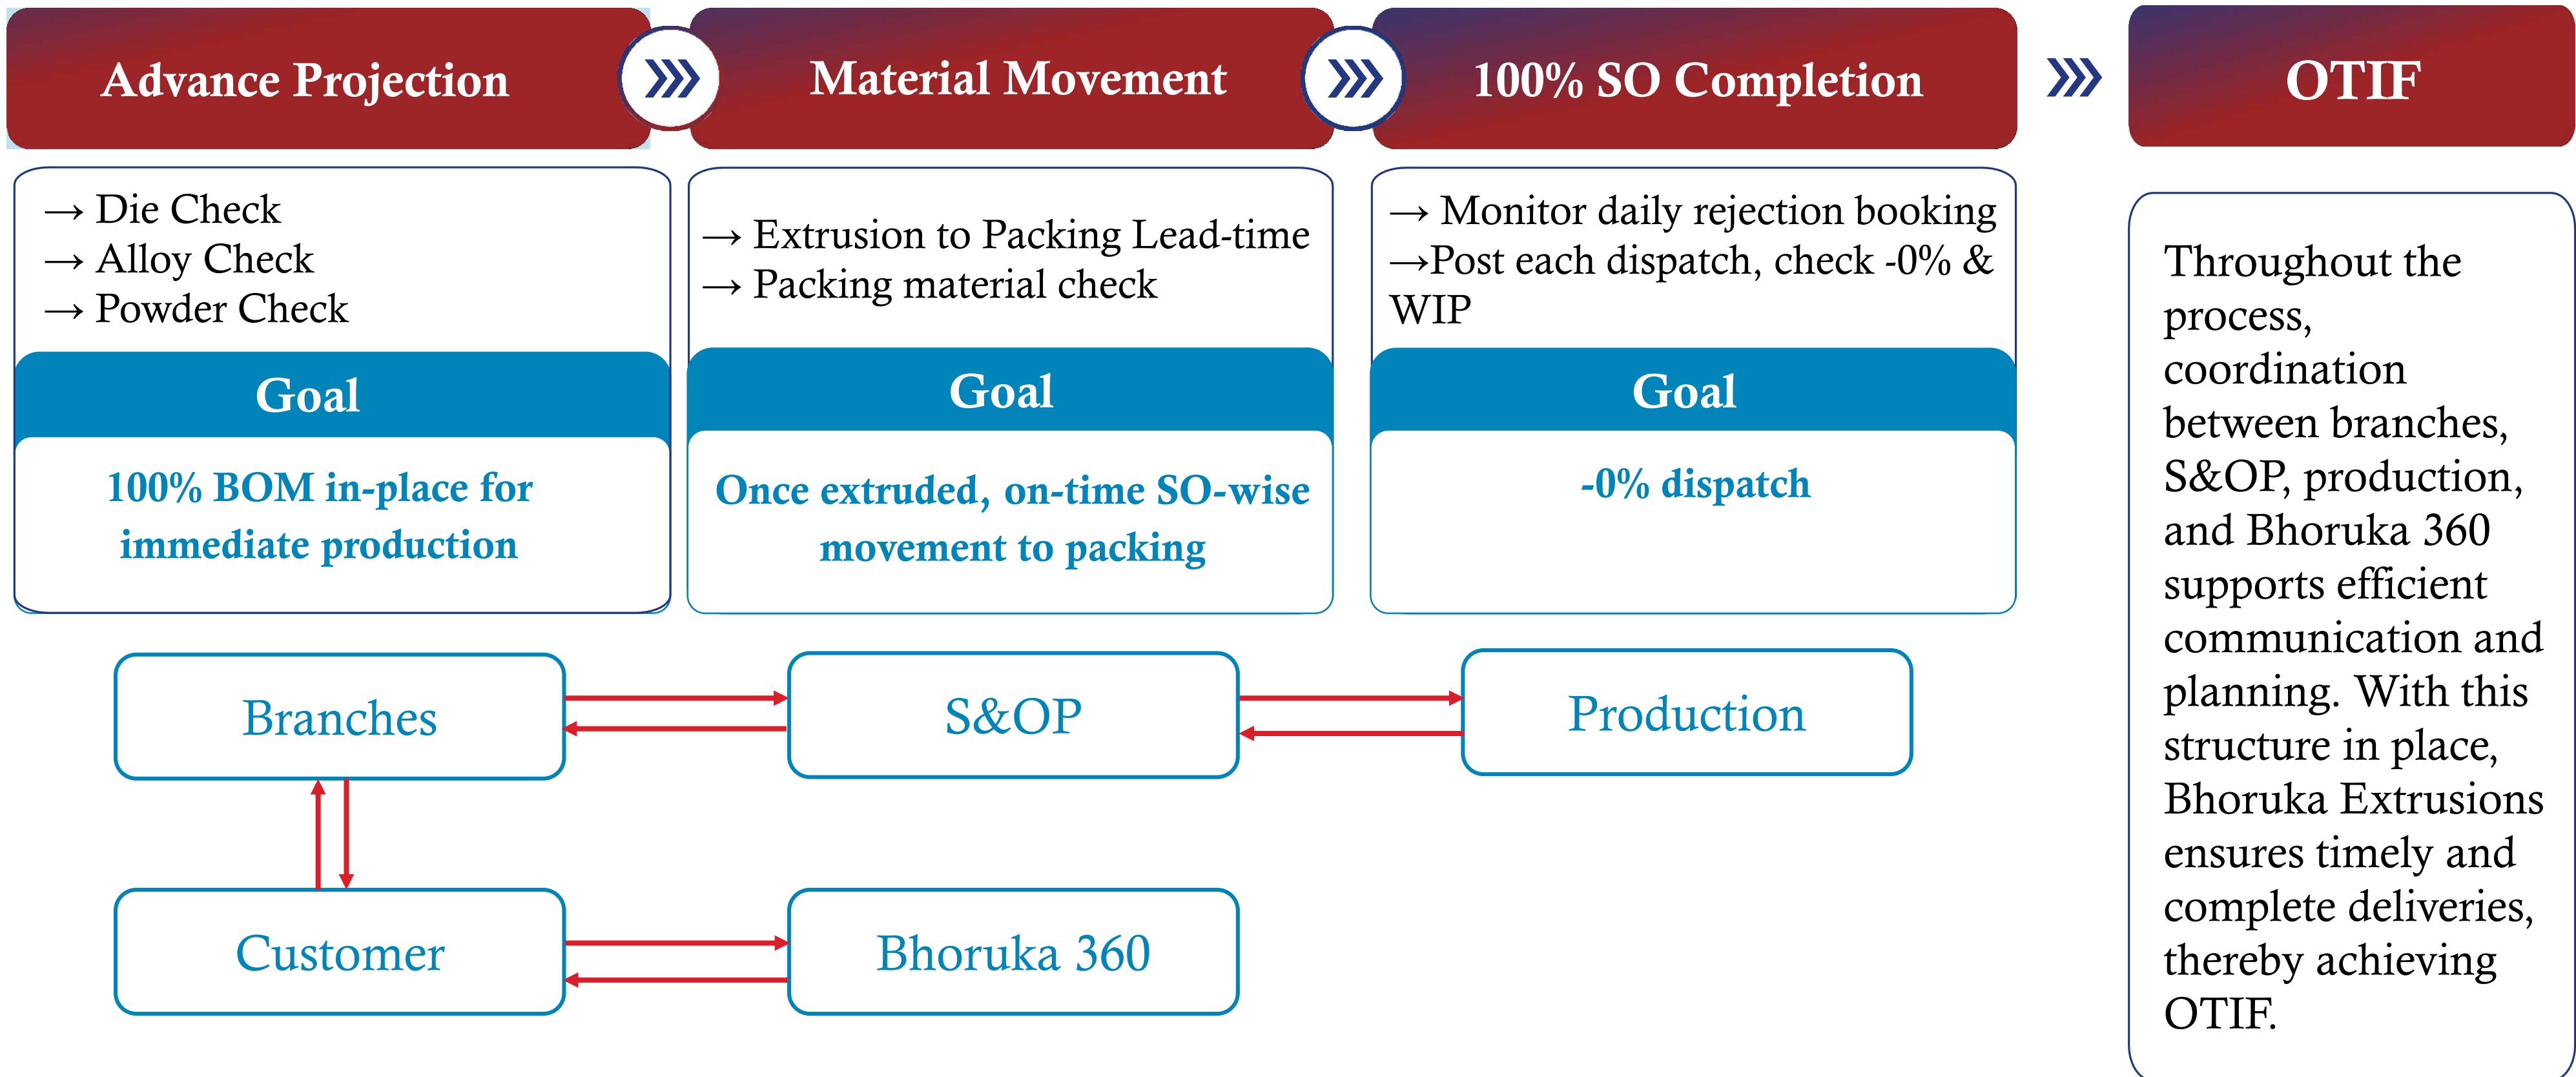 Advance Projection
Material Movement
100% SO Completion
OTIF
→ Die Check
→ Alloy Check
→ Powder Check
Goal
100% BOM in-place for
immediate production
→ Extrusion to Packing Lead-time
→ Packing material check
Goal
Once extruded, on-time SO-wise
movement to packing
→ Monitor daily rejection booking
→Post each dispatch, check -0% &
WIP
Goal
-0% dispatch
Throughout the
process,
coordination
between branches,
S&OP, production,
and Bhoruka 360
supports efficient
communication and
planning. With this
structure in place,
Bhoruka Extrusions
ensures timely and
complete deliveries,
thereby achieving
OTIF.
Branches
S&OP
Production
Customer
Bhoruka 360